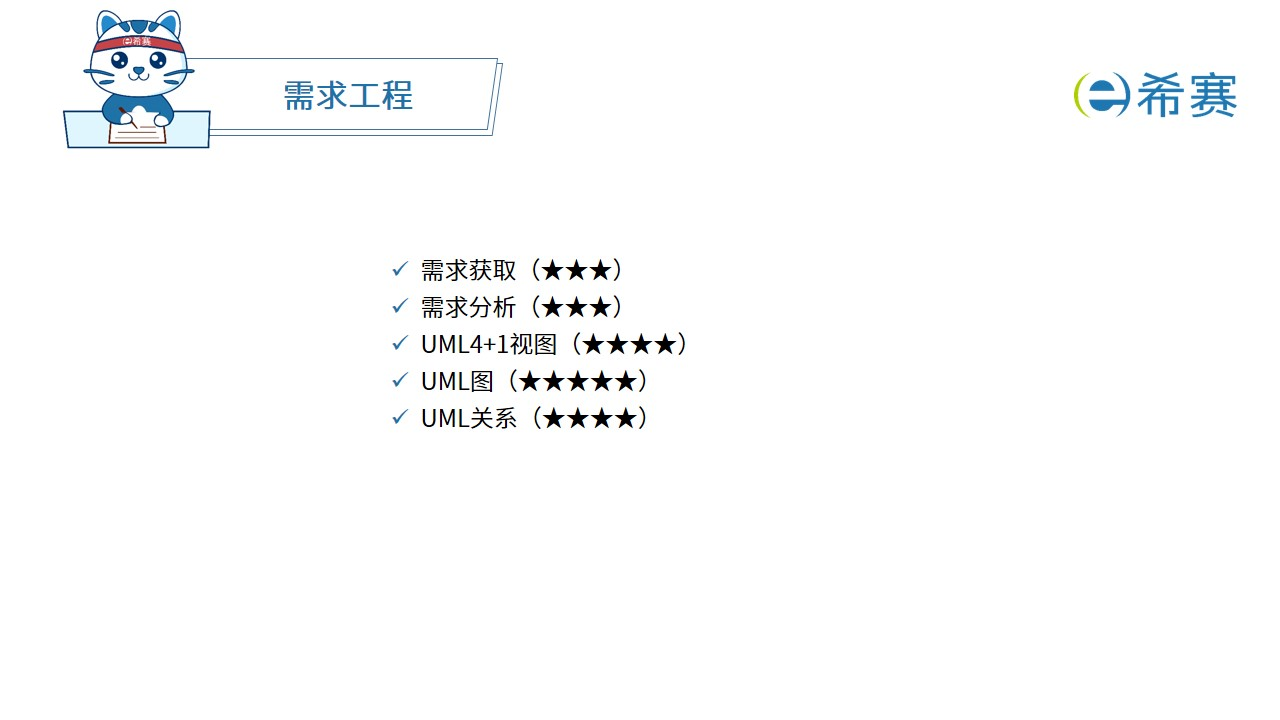 希赛
需求工程
希赛
✓ 需求获取（★★★）
✓ 需求分析（★★★）
✓ UML4+1视图（★★★★）
✓ UML图（★★★★★）
✓ UML关系（★★★★）